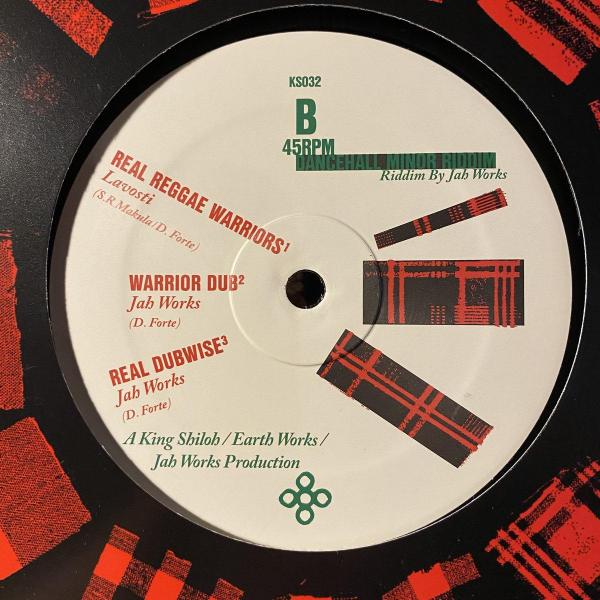 KS032
B
45RPM
DANCEHALL MINOR RIDDIM
Riddim By Jah Works
REAL REGGAE WARRIORS¹
Lavosti
(S.R.Makula/D. Forte)
WARRIOR DUB²
Jah Works
(D. Forte)
REAL DUBWISE³
Jah Works
(D. Forte)
A King Shiloh / Earth Works /
Jah Works Production